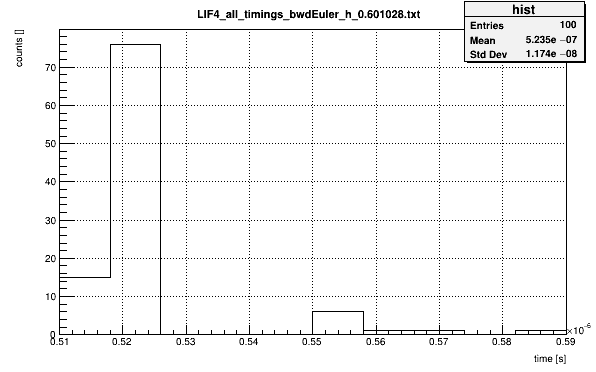 LIF4_all_timings_bwdEuler_h_0.601028.txt
hist
Entries 100
Mean 5.235e −07
Std Dev 1.174e −08
counts []
70
60
50
40
30
20
10
0
0.51 0.52 0.53 0.54 0.55 0.56 0.57 0.58 0.59
×10⁻⁶
time [s]